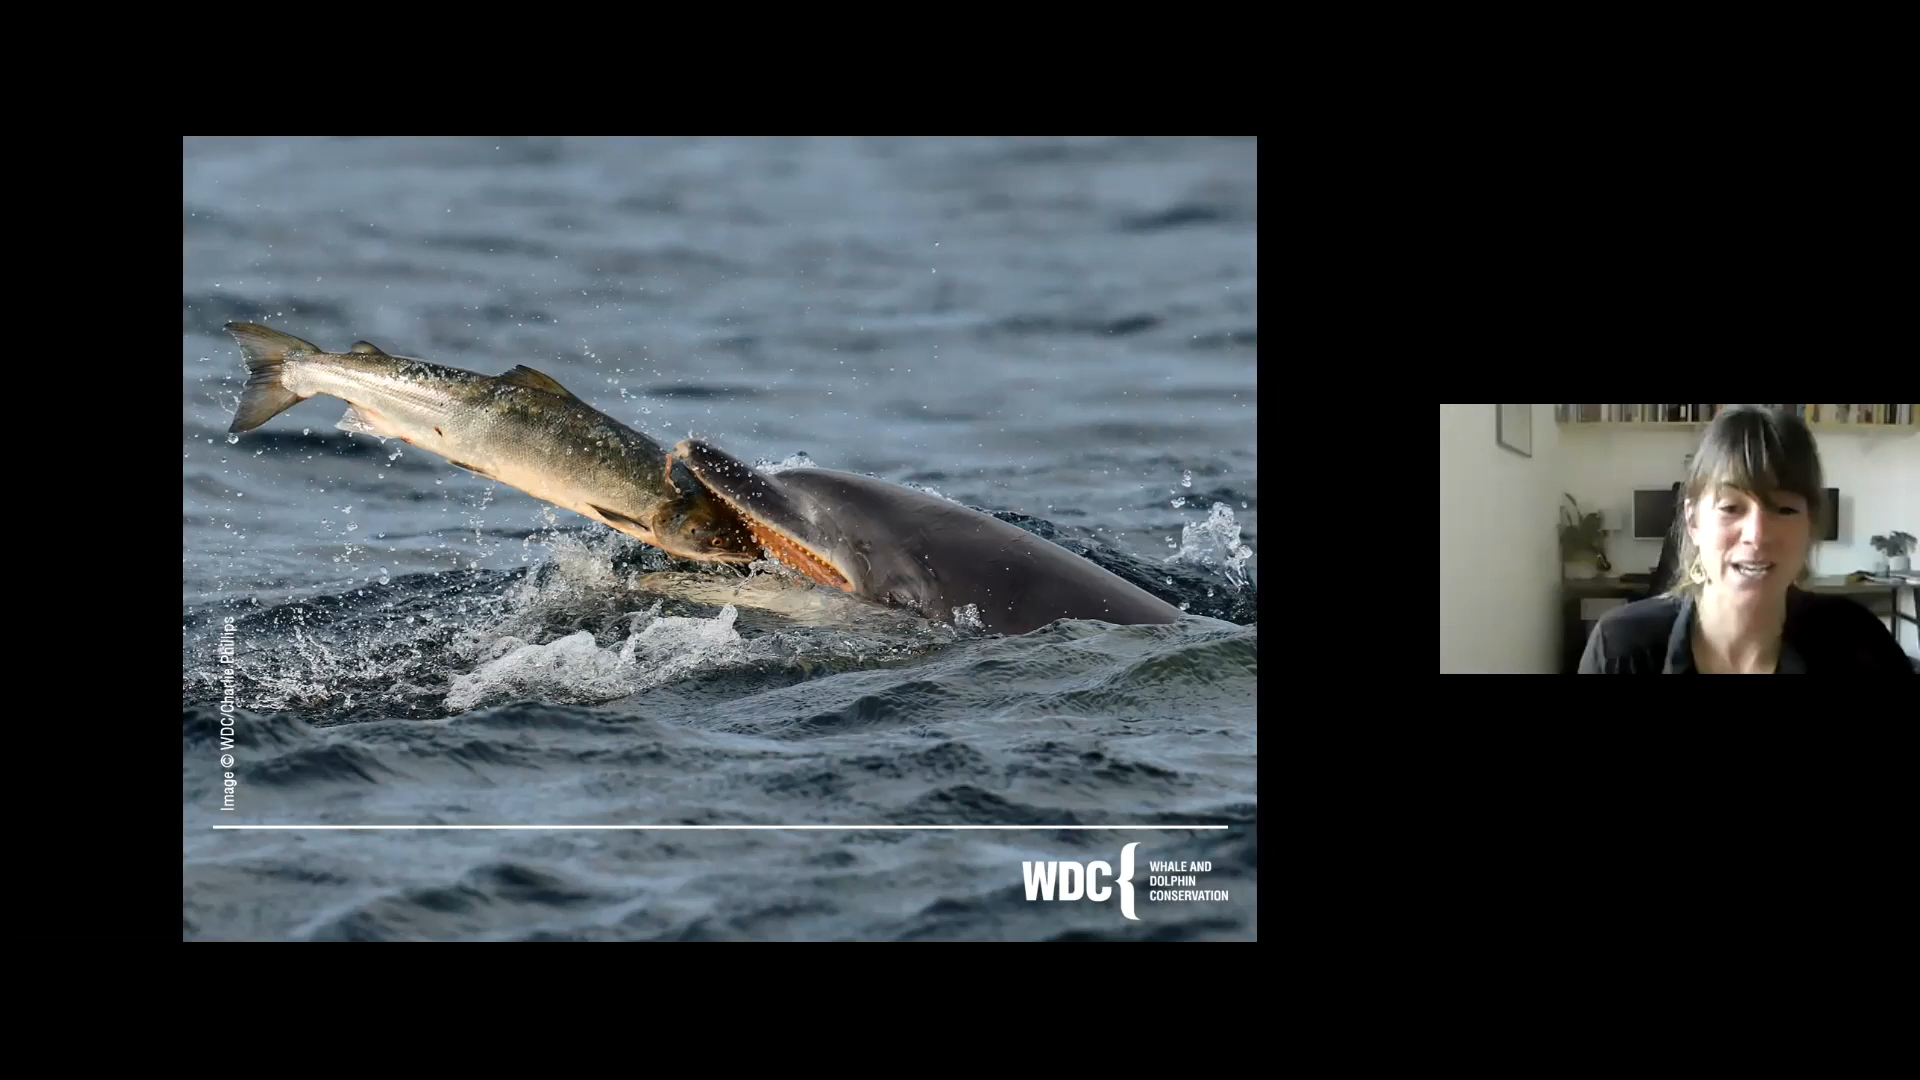 Image © WDC/Charlie Phillips
WDC
WHALE AND
DOLPHIN
CONSERVATION